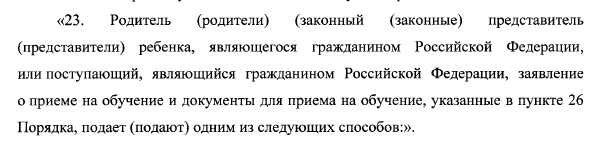 «23. Родитель (родители) (законный (законные) представитель
(представители) ребенка, являющегося гражданином Российской Федерации,
или поступающий, являющийся гражданином Российской Федерации, заявление
о приеме на обучение и документы для приема на обучение, указанные в пункте 26
Порядка, подает (подают) одним из следующих способов:».